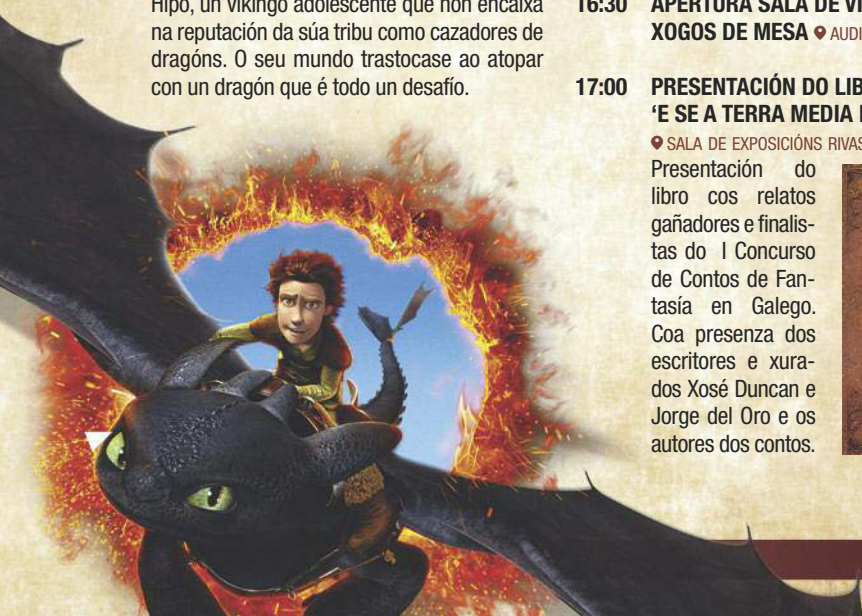 Hipo, un vikingo adolescente que non encaixa
na reputación da súa tribu como cazadores de
dragóns. O seu mundo trastocase ao atopar
con un dragón que é todo un desafío.
16:30 APERTURA SALA DE
XOGOS DE MESA
17:00 PRESENTACIÓN DO
‘E SE A TERRA MEDIA
SALA DE EXPOSICIÓNS
Presentación do
libro cos relatos
gañadores e finalis-
tas do I Concurso
de Contos de Fan-
tasía en Galego.
Coa presenza dos
escritores e xura-
dos Xosé Duncan e
Jorge del Oro e os
autores dos contos.